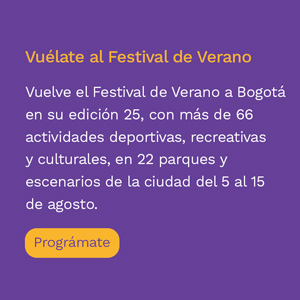 Vuélate al Festival de Verano
Vuelve el Festival de Verano a Bogotá
en su edición 25, con más de 66
actividades deportivas, recreativas
y culturales, en 22 parques y
escenarios de la ciudad del 5 al 15
de agosto.
Prográmate